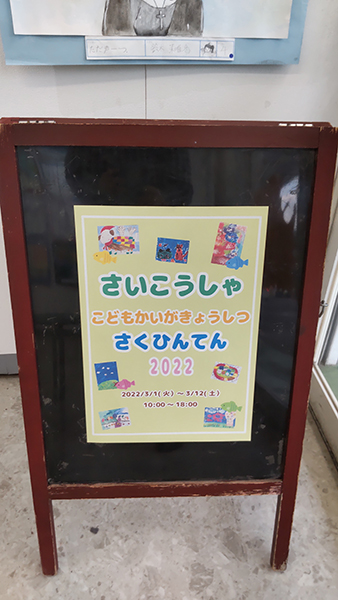 さいこうしゃ
こどもかいがきょうしつ
さくひんてん
2022
2022/3/1(火)～3/12(土)
10:00～18:00